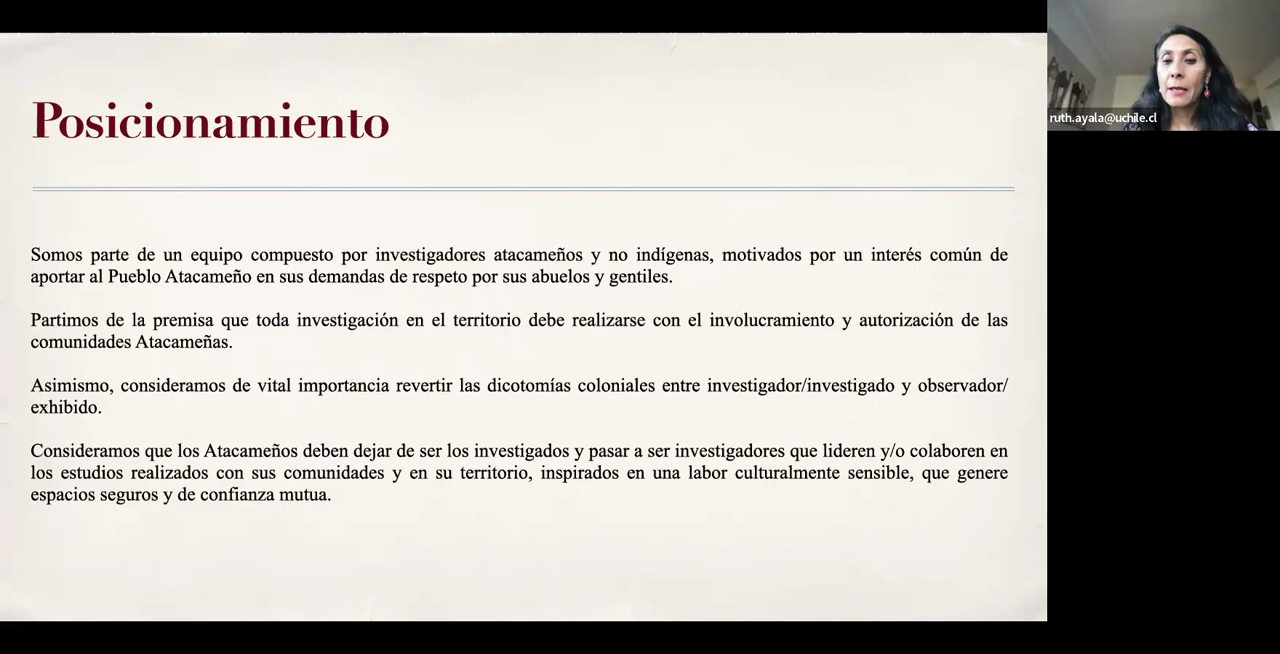 Posicionamiento
Somos parte de un equipo compuesto por investigadores atacameños y no indígenas, motivados por un interés común de
aportar al Pueblo Atacameño en sus demandas de respeto por sus abuelos y gentiles.
Partimos de la premisa que toda investigación en el territorio debe realizarse con el involucramiento y autorización de las
comunidades Atacameñas.
Asimismo, consideramos de vital importancia revertir las dicotomías coloniales entre investigador/investigado y observador/
exhibido.
Consideramos que los Atacameños deben dejar de ser los investigados y pasar a ser investigadores que lideren y/o colaboren en
los estudios realizados con sus comunidades y en su territorio, inspirados en una labor culturalmente sensible, que genere
espacios seguros y de confianza mutua.
ruth.ayala@uchile.cl